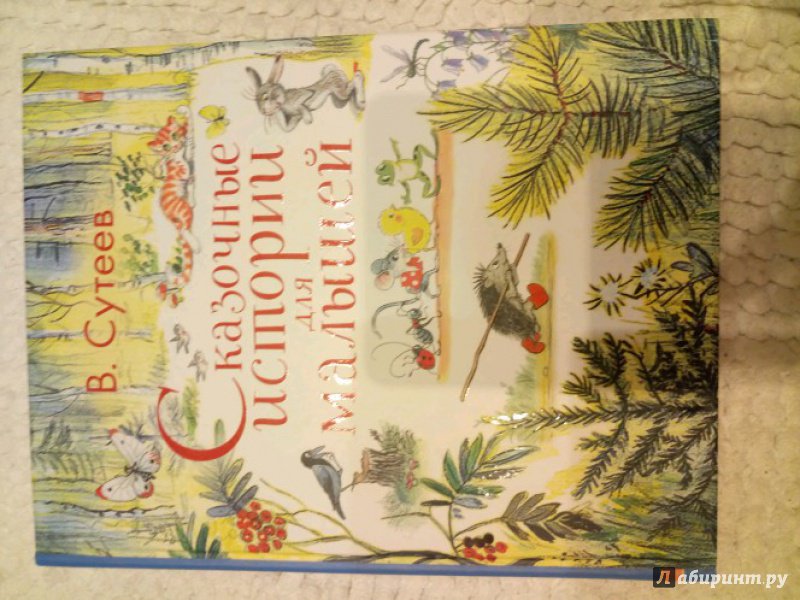 В. Сутеев
Сказочные
истории
для
малышей
Лабиринт.ру